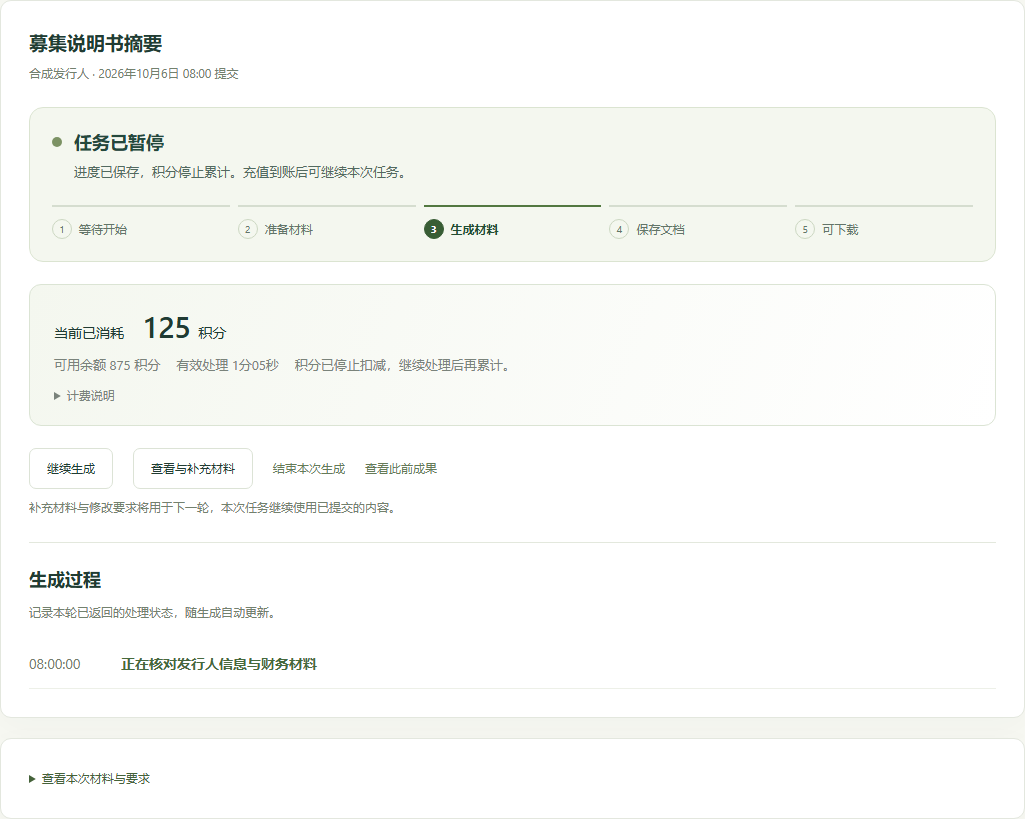 募集说明书摘要
合成发行人 · 2026年10月6日 08:00 提交
任务已暂停
进度已保存，积分停止累计。充值到账后可继续本次任务。
1 等待开始 2 准备材料 3 生成材料 4 保存文档 5 可下载
当前已消耗 125 积分
可用余额 875 积分 有效处理 1分05秒 积分已停止扣减，继续处理后再累计。
计费说明
继续生成 查看与补充材料 结束本次生成 查看此前成果
补充材料与修改要求将用于下一轮，本次任务继续使用已提交的内容。
生成过程
记录本轮已返回的处理状态，随生成自动更新。
08:00:00 正在核对发行人信息与财务材料
查看本次材料与要求